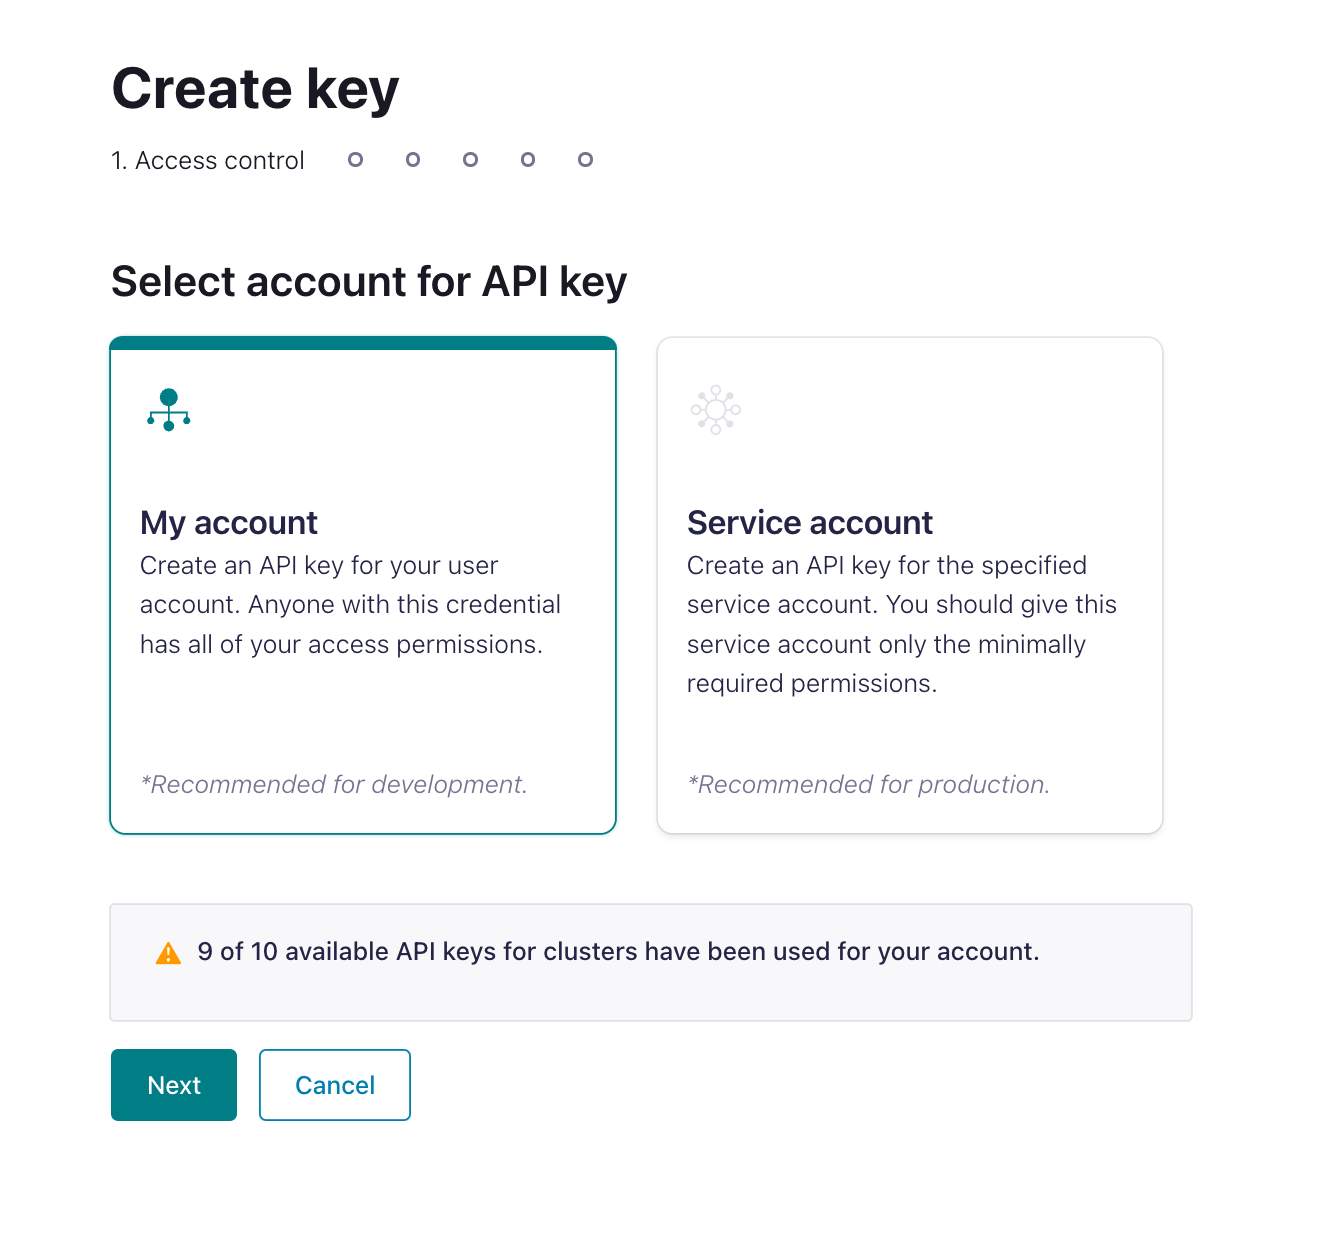 Create key
1. Access control
Select account for API key
My account
Create an API key for your user
account. Anyone with this credential
has all of your access permissions.
*Recommended for development.
Service account
Create an API key for the specified
service account. You should give this
service account only the minimally
required permissions.
*Recommended for production.
9 of 10 available API keys for clusters have been used for your account.
Next
Cancel